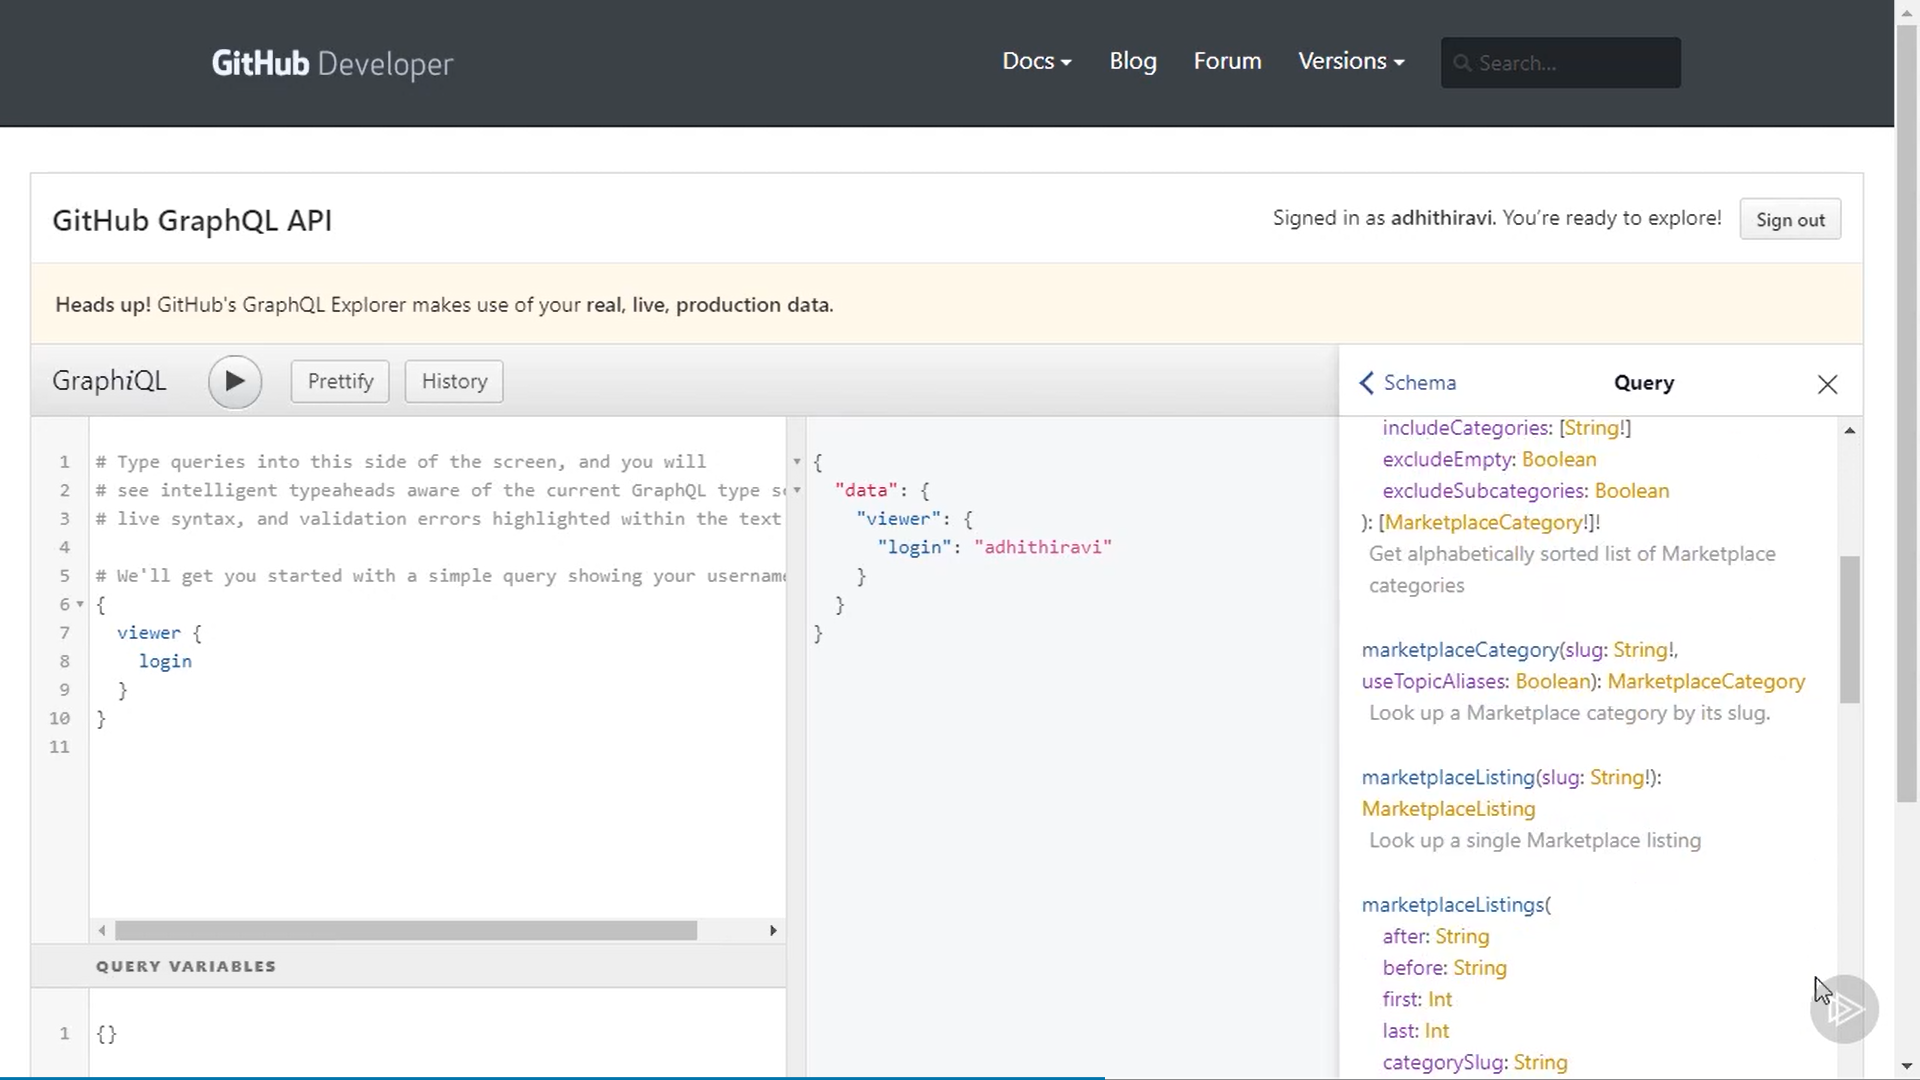 GitHub Developer
Docs
Blog
Forum
Versions
Search...
GitHub GraphQL API
Signed in as adhithiravi. You're ready to explore!
Sign out
Heads up! GitHub's GraphQL Explorer makes use of your real, live, production data.
GraphiQL
Prettify
History
Schema
Query
1 # Type queries into this side of the screen, and you will
2 # see intelligent typeaheads aware of the current GraphQL type s
3 # live syntax, and validation errors highlighted within the text
4
5 # We'll get you started with a simple query showing your usernam
6 {
7 viewer {
8 login
9 }
10 }
11
{
"data": {
"viewer": {
"login": "adhithiravi"
}
}
}
includeCategories: [String!]
excludeEmpty: Boolean
excludeSubcategories: Boolean
): [MarketplaceCategory!]!
Get alphabetically sorted list of Marketplace
categories
marketplaceCategory(slug: String!,
useTopicAliases: Boolean): MarketplaceCategory
Look up a Marketplace category by its slug.
marketplaceListing(slug: String!):
MarketplaceListing
Look up a single Marketplace listing
marketplaceListings(
after: String
before: String
first: Int
last: Int
categorySlug: String
QUERY VARIABLES
1 {}